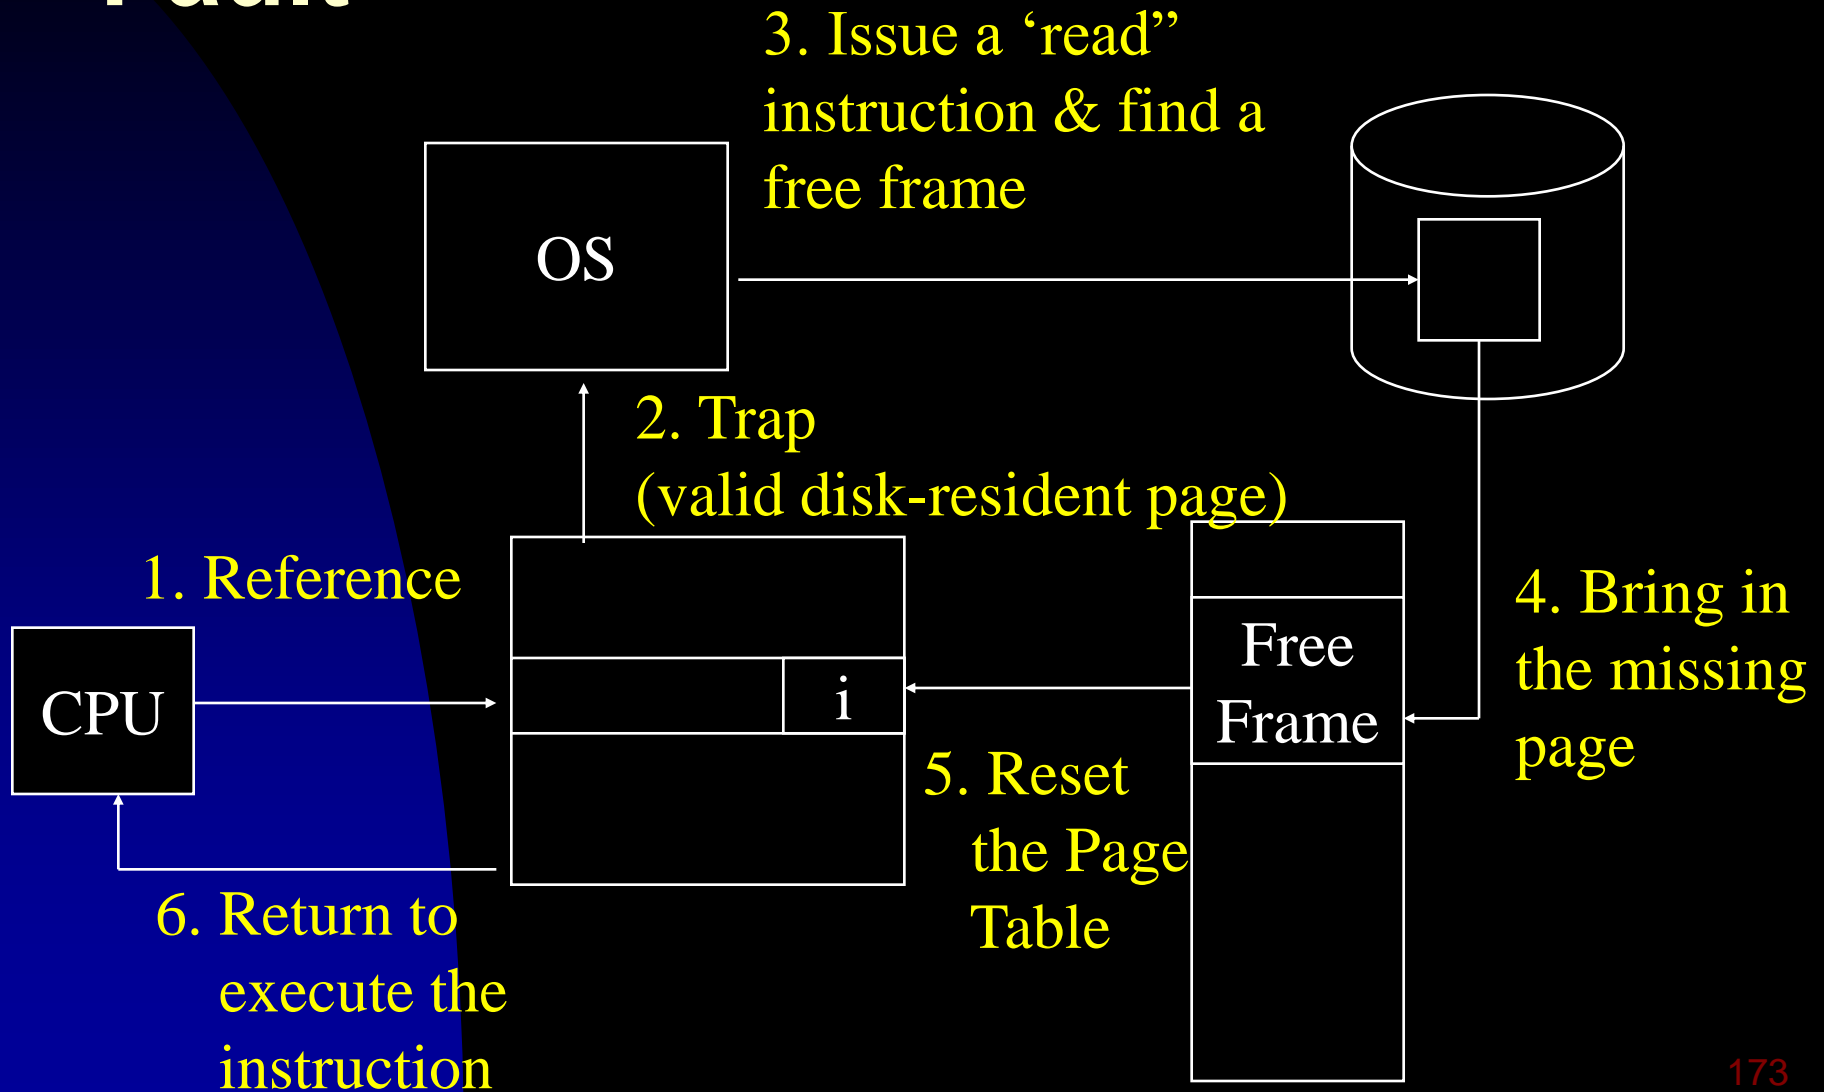 Fault
3. Issue a ‘read”
instruction & find a
free frame
OS
2. Trap
(valid disk-resident page)
1. Reference
CPU
i
Free
Frame
4. Bring in
the missing
page
5. Reset
the Page
Table
6. Return to
execute the
instruction
173